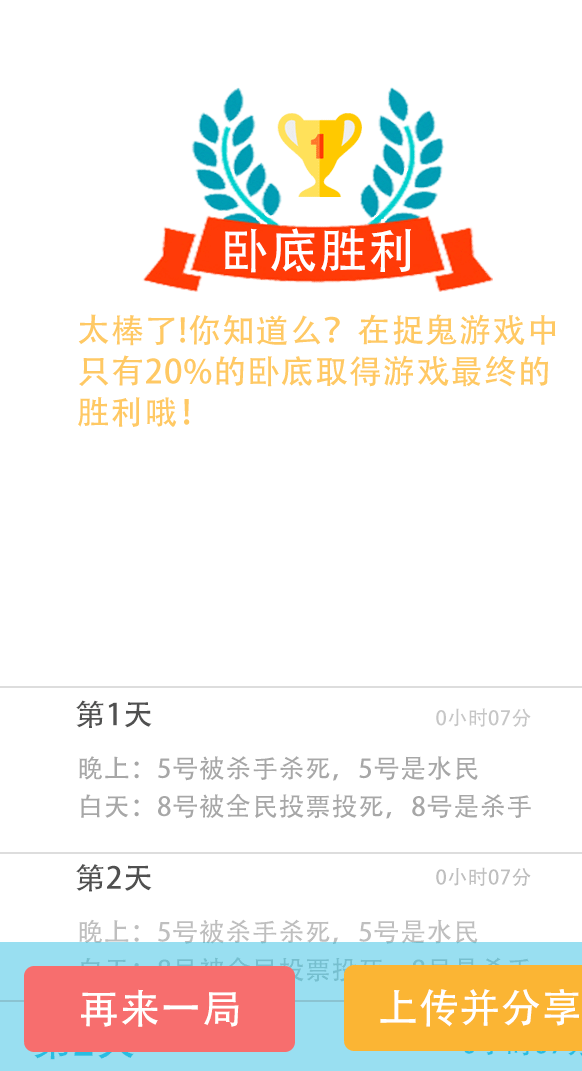 1
卧底胜利
太棒了!你知道么？在捉鬼游戏中
只有20%的卧底取得游戏最终的
胜利哦！
第1天
0小时07分
晚上：5号被杀手杀死，5号是水民
白天：8号被全民投票投死，8号是杀手
第2天
0小时07分
晚上：5号被杀手杀死，5号是水民
再来一局
上传并分享